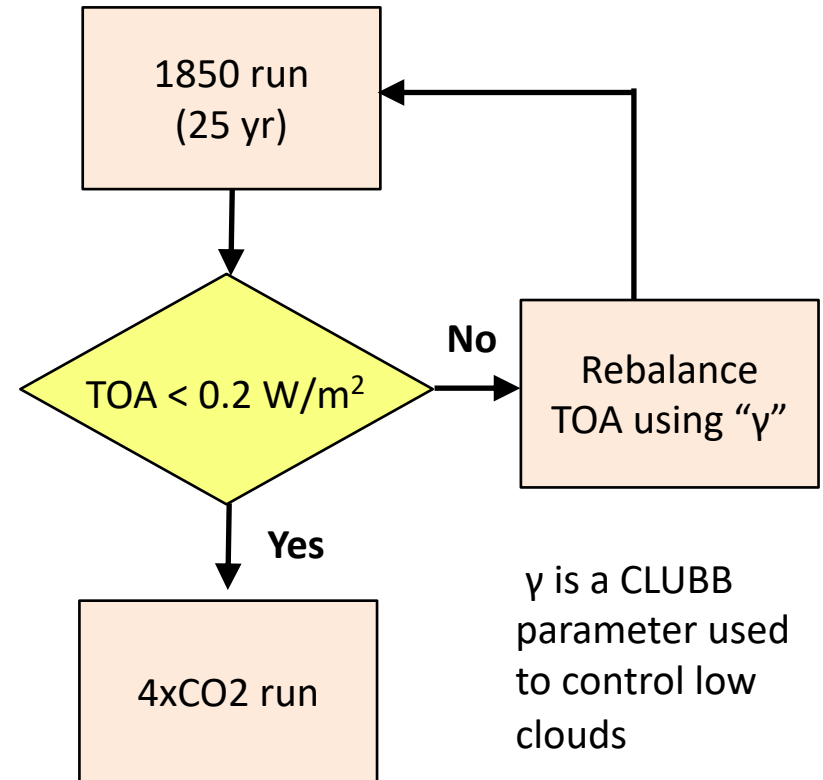 1850 run
(25 yr)
TOA < 0.2 W/m²
No
Rebalance
TOA using “γ”
Yes
4xCO2 run
γ is a CLUBB
parameter used
to control low
clouds